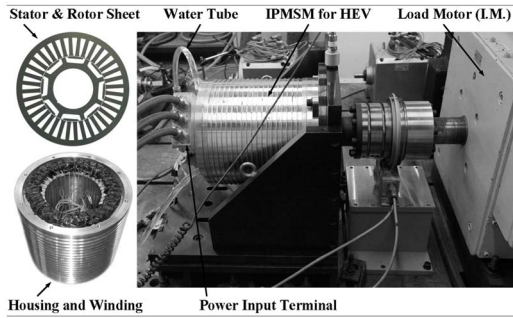 Stator & Rotor Sheet
Water Tube
IPMSM for HEV
Load Motor (I.M.)
Housing and Winding
Power Input Terminal